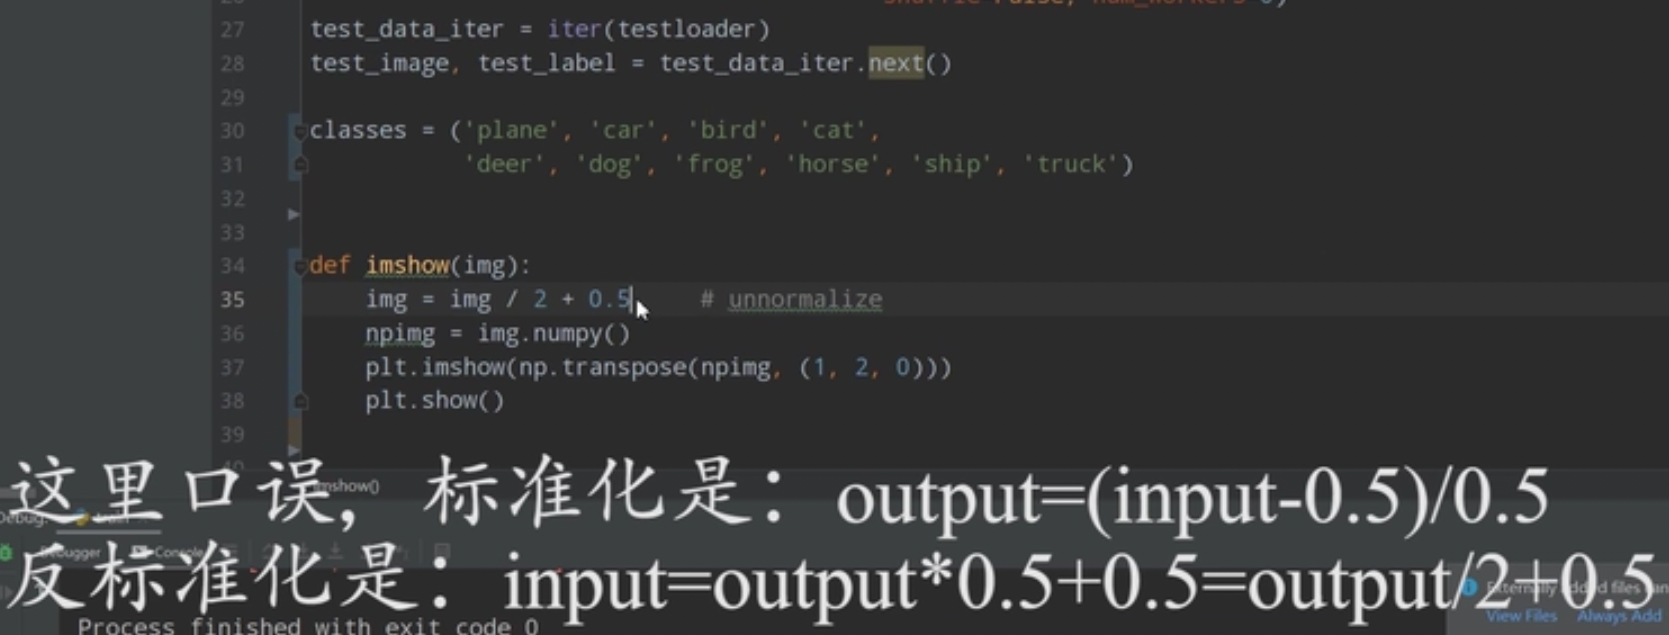 shuffle=False, num_workers=0)
27 test_data_iter = iter(testloader)
28 test_image, test_label = test_data_iter.next()
29
30 classes = ('plane', 'car', 'bird', 'cat',
31 'deer', 'dog', 'frog', 'horse', 'ship', 'truck')
32
33
34 def imshow(img):
35 img = img / 2 + 0.5 # unnormalize
36 npimg = img.numpy()
37 plt.imshow(np.transpose(npimg, (1, 2, 0)))
38 plt.show()
39
imshow()
这里口误，标准化是：output=(input-0.5)/0.5
Debug: train
Debugger Console
反标准化是：input=output*0.5+0.5=output/2+0.5
Externally added files can
View Files Always Add
Process finished with exit code 0